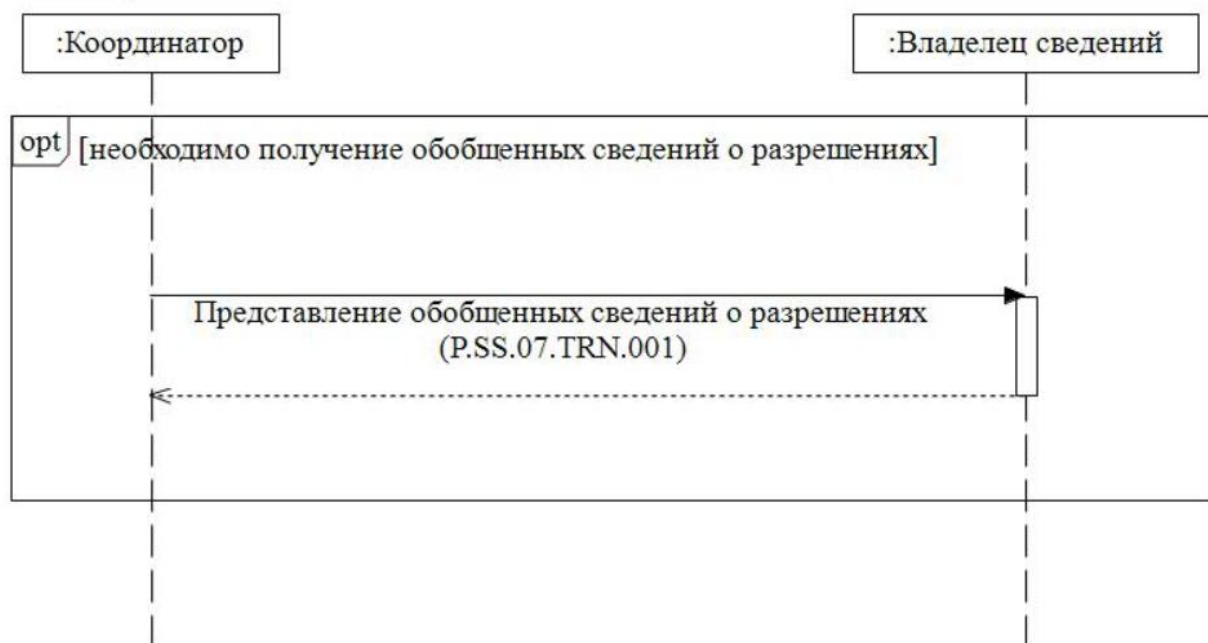 :Координатор
:Владелец сведений
opt
[необходимо получение обобщенных сведений о разрешениях]
Представление обобщенных сведений о разрешениях
(P.SS.07.TRN.001)